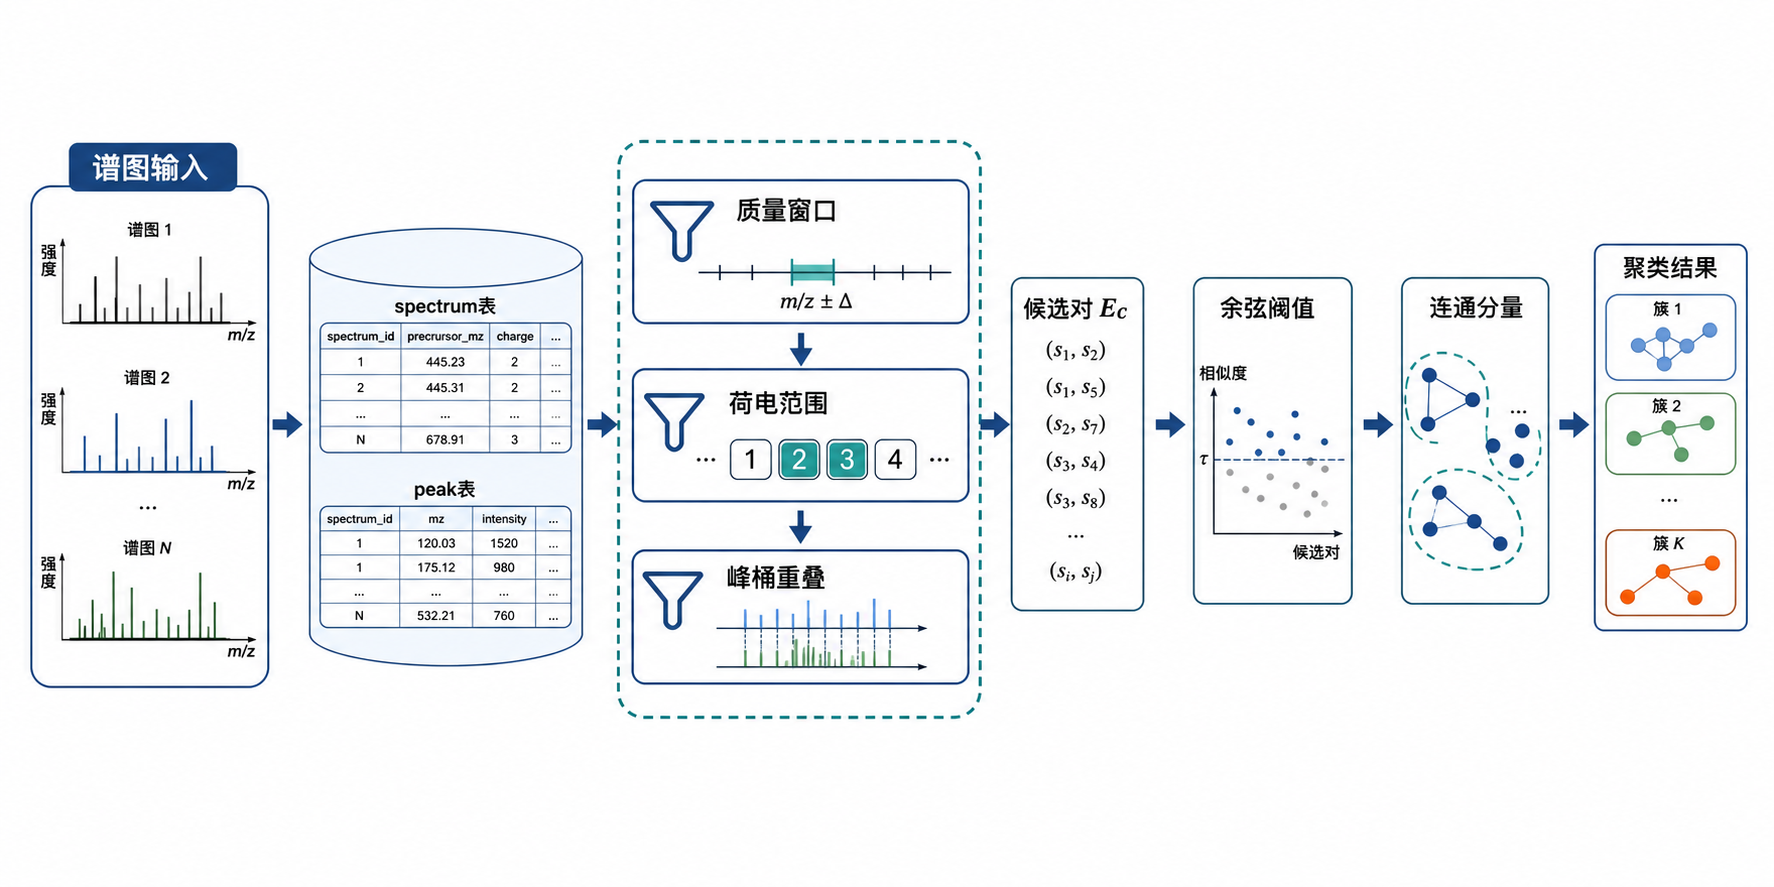 谱图输入
谱图 1
强度
m/z
谱图 2
强度
m/z
...
谱图 N
强度
m/z
spectrum表
spectrum_id precrursor_mz charge ...
1 445.23 2 ...
2 445.31 2 ...
... ... ... ...
N 678.91 3 ...
peak表
spectrum_id mz intensity ...
1 120.03 1520 ...
1 175.12 980 ...
... ... ... ...
N 532.21 760 ...
质量窗口
m/z ± Δ
荷电范围
... 1 2 3 4 ...
峰桶重叠
候选对 E_C
(s₁, s₂)
(s₁, s₅)
(s₂, s₇)
(s₃, s₄)
(s₃, s₈)
...
(sᵢ, sⱼ)
余弦阈值
相似度
τ
候选对
连通分量
...
聚类结果
簇 1
簇 2
...
簇 K